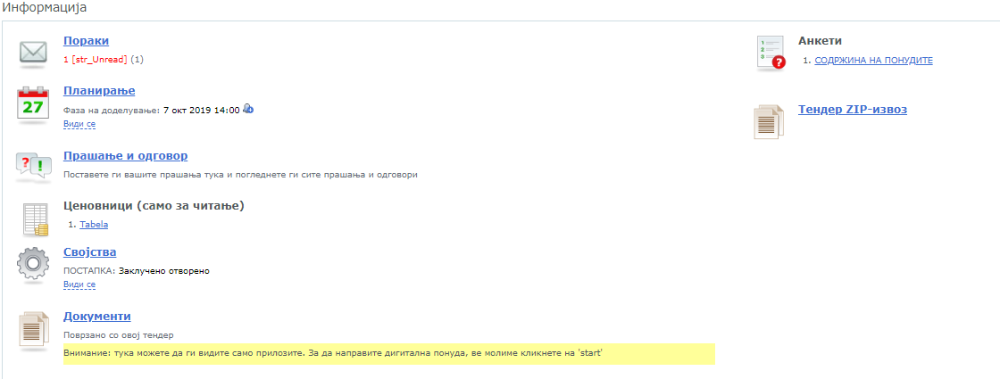 Информација
Пораки
1 [str_Unread] (1)
27
Планирање
Фаза на доделување: 7 окт 2019 14:00
Види се
Прашање и одговор
Поставете ги вашите прашања тука и погледнете ги сите прашања и одговори
Ценовници (само за читање)
1. Tabela
Својства
ПОСТАПКА: Заклучено отворено
Види се
Документи
Поврзано со овој тендер
Внимание: тука можете да ги видите само прилозите. За да направите дигитална понуда, ве молиме кликнете на 'start'
Анкети
1. СОДРЖИНА НА ПОНУДИТЕ
Тендер ZIP-извоз